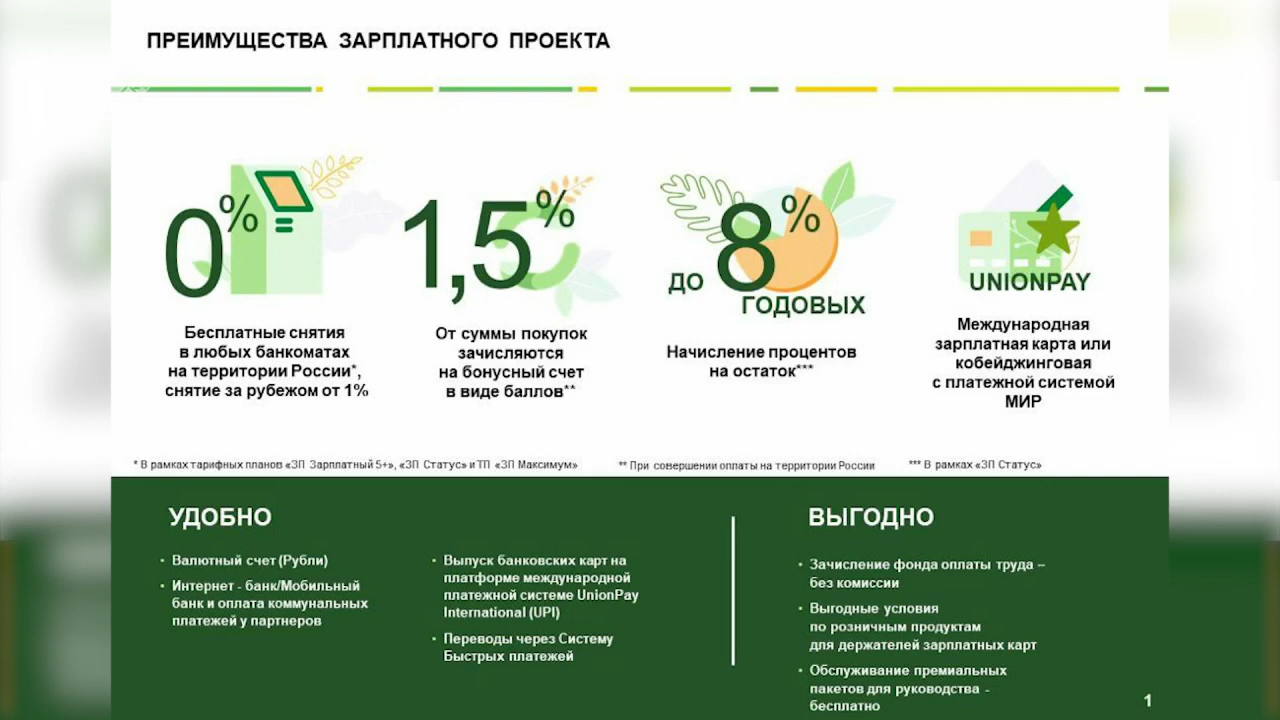 ПРЕИМУЩЕСТВА ЗАРПЛАТНОГО ПРОЕКТА
0%
Бесплатные снятия
в любых банкоматах
на территории России*,
снятие за рубежом от 1%
1,5%
От суммы покупок
зачисляются
на бонусный счет
в виде баллов**
ДО 8%
ГОДОВЫХ
Начисление процентов
на остаток***
UNIONPAY
Международная
зарплатная карта или
кобейджинговая
с платежной системой
МИР
* В рамках тарифных планов «ЗП Зарплатный 5+», «ЗП Статус» и ТП «ЗП Максимум»
** При совершении оплаты на территории России
*** В рамках «ЗП Статус»
УДОБНО
• Валютный счет (Рубли)
• Интернет - банк/Мобильный
банк и оплата коммунальных
платежей у партнеров
• Выпуск банковских карт на
платформе международной
платежной системе UnionPay
International (UPI)
• Переводы через Систему
Быстрых платежей
ВЫГОДНО
• Зачисление фонда оплаты труда –
без комиссии
• Выгодные условия
по розничным продуктам
для держателей зарплатных карт
• Обслуживание премиальных
пакетов для руководства -
бесплатно
1